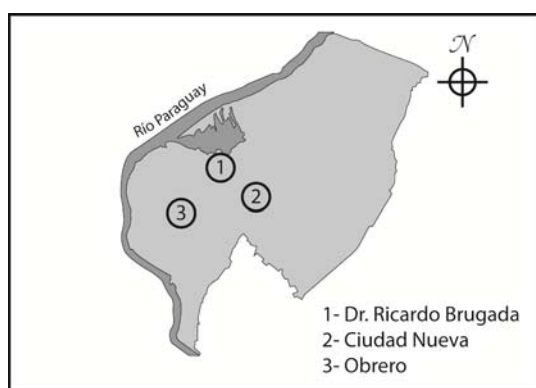 N
Río Paraguay
1
2
3
1- Dr. Ricardo Brugada
2- Ciudad Nueva
3- Obrero